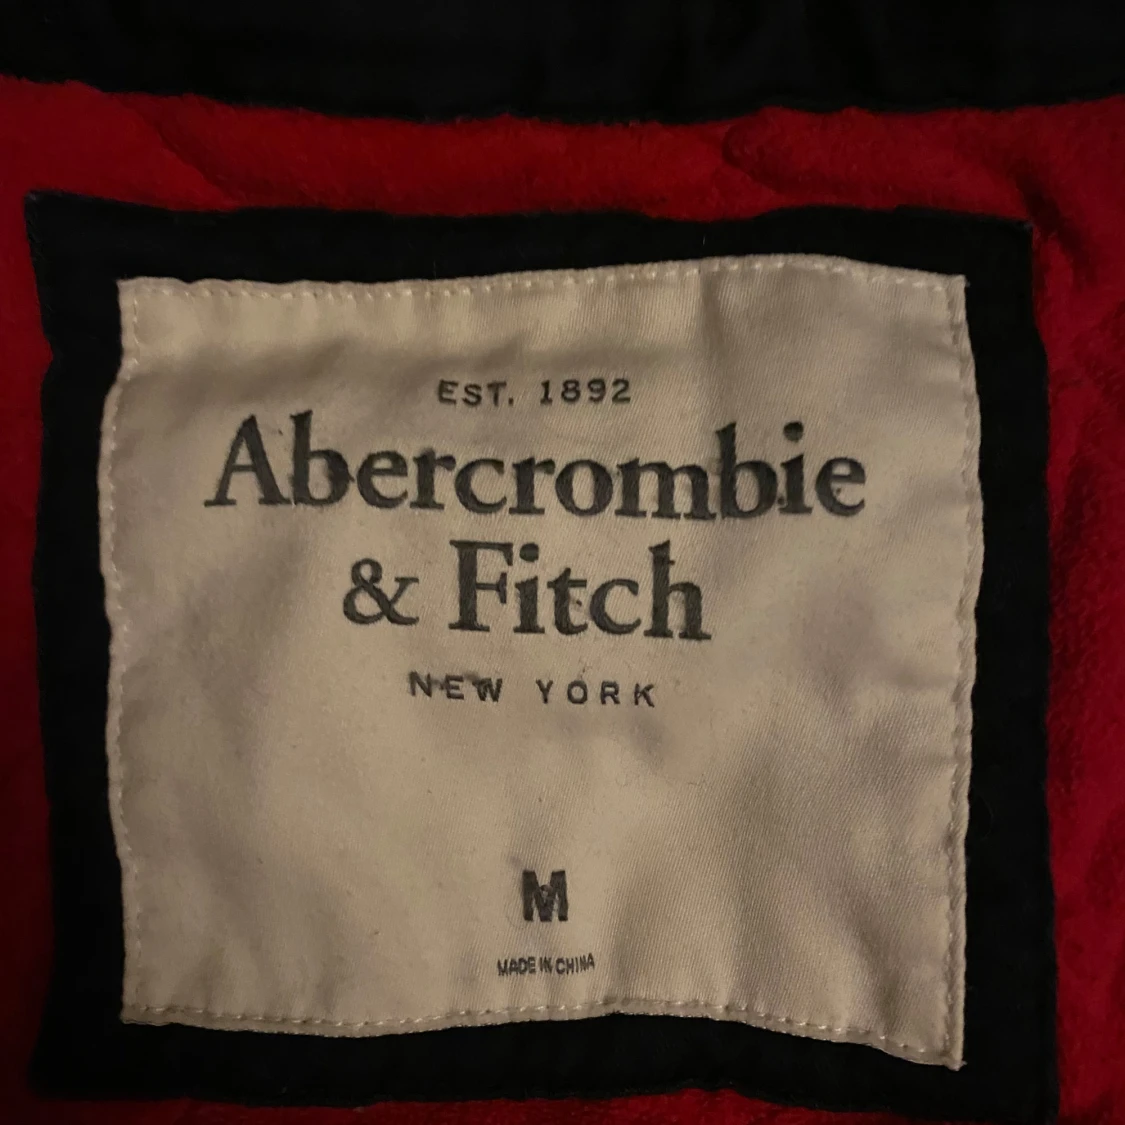 EST. 1892
Abercrombie
& Fitch
NEW YORK
M
MADE IN CHINA